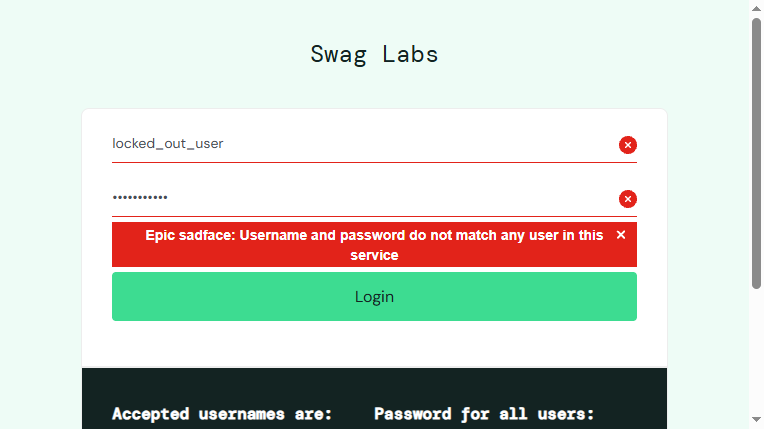 Swag Labs
locked_out_user
•••••••••••
Epic sadface: Username and password do not match any user in this
service
Login
Accepted usernames are:
Password for all users: